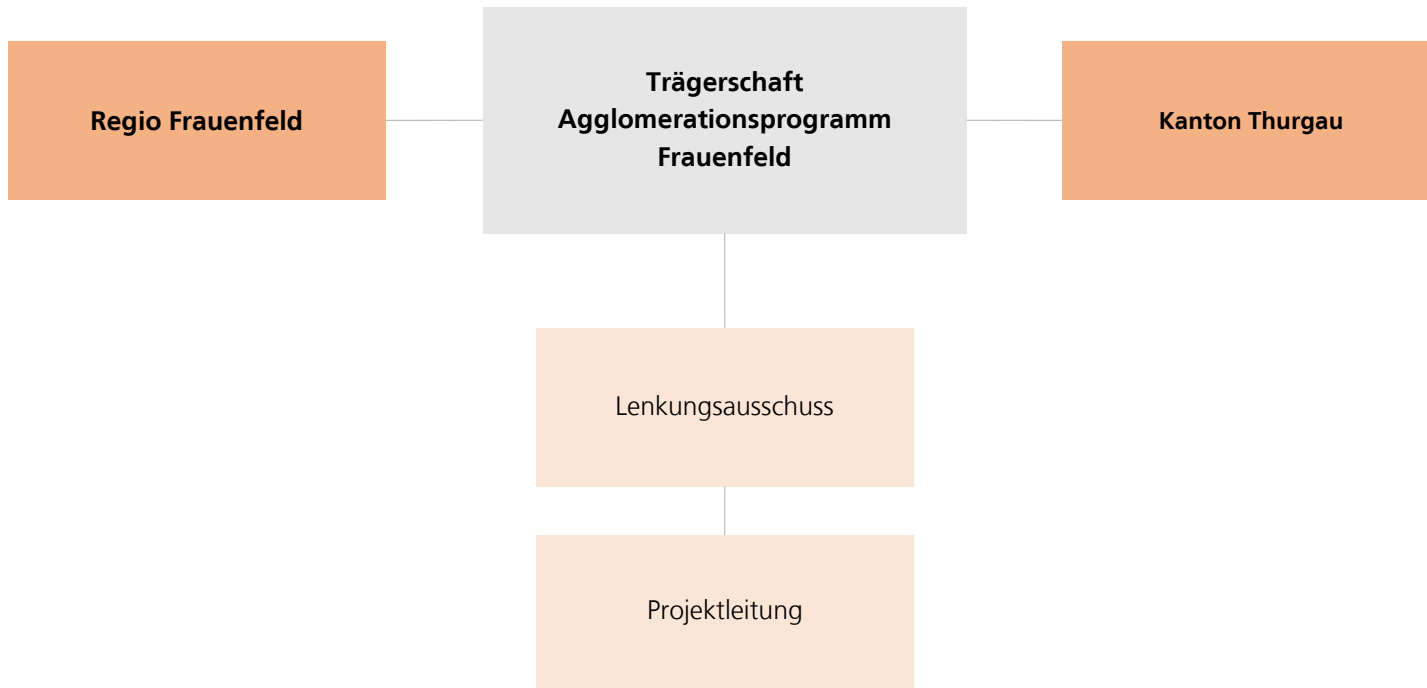 Regio Frauenfeld
Trägerschaft
Agglomerationsprogramm
Frauenfeld
Kanton Thurgau
Lenkungsausschuss
Projektleitung